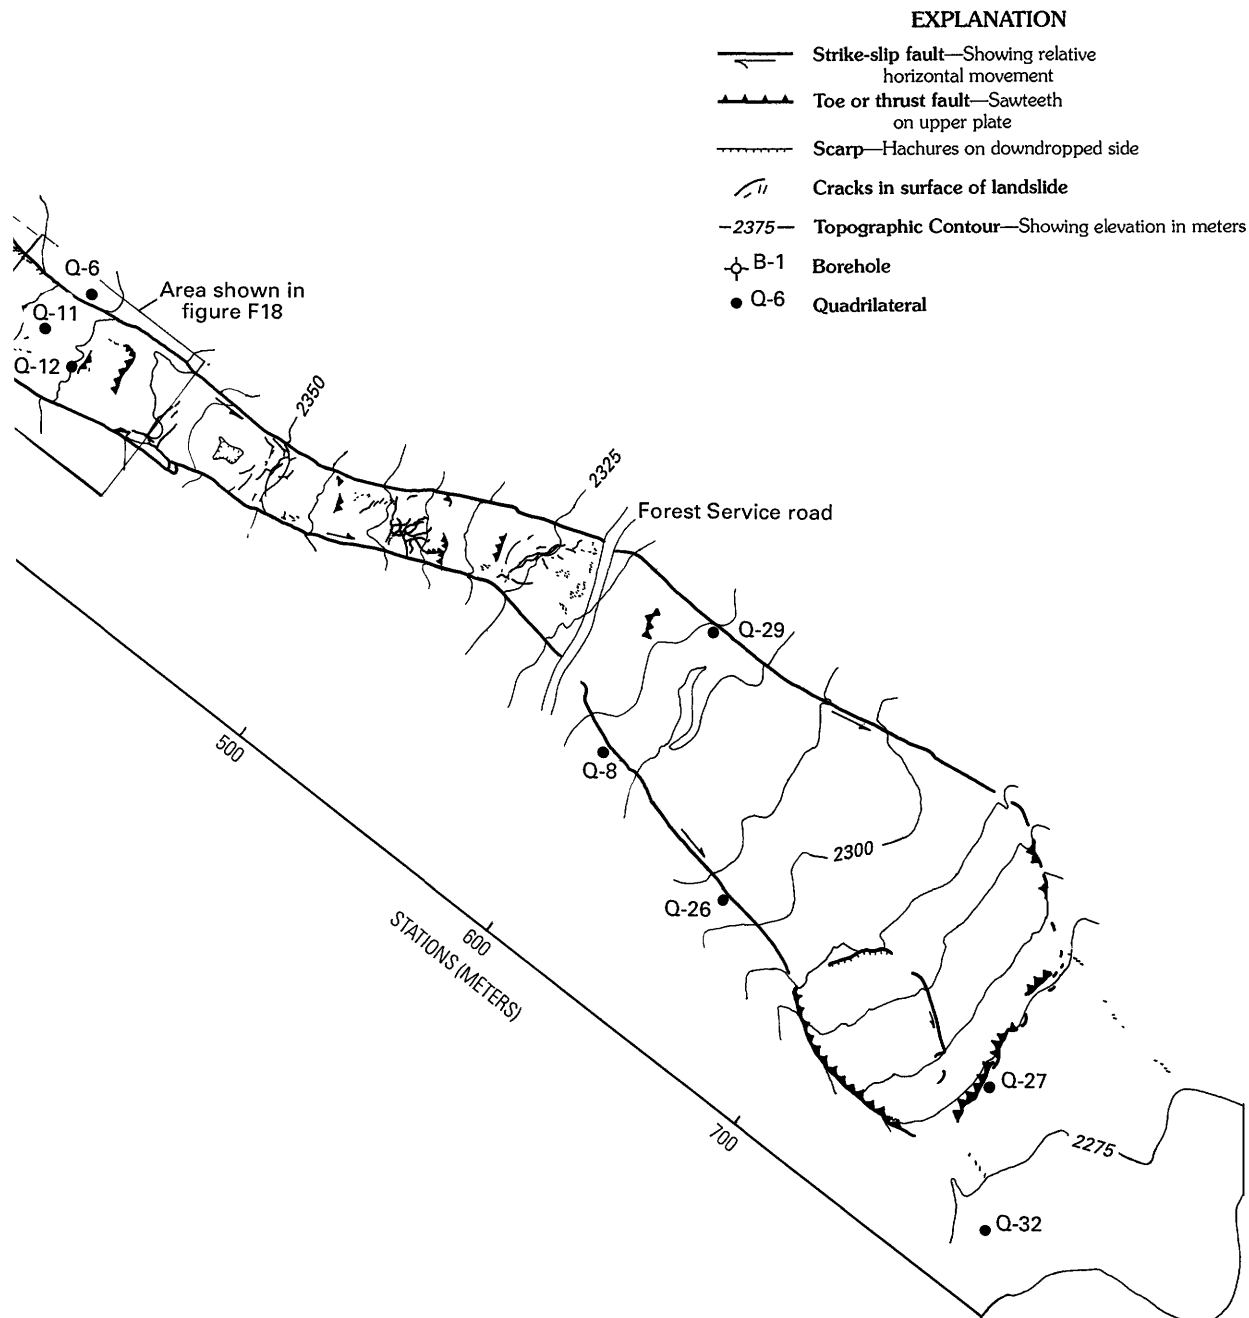 EXPLANATION
Strike-slip fault—Showing relative
horizontal movement
Toe or thrust fault—Sawteeth
on upper plate
Scarp—Hachures on downdropped side
Cracks in surface of landslide
—2375— Topographic Contour—Showing elevation in meters
B-1 Borehole
Q-6 Quadrilateral
Q-6
Area shown in
figure F18
Q-11
Q-12
2350
2325
Forest Service road
Q-29
Q-8
500
2300
Q-26
600
STATIONS (METERS)
Q-27
700
2275
Q-32